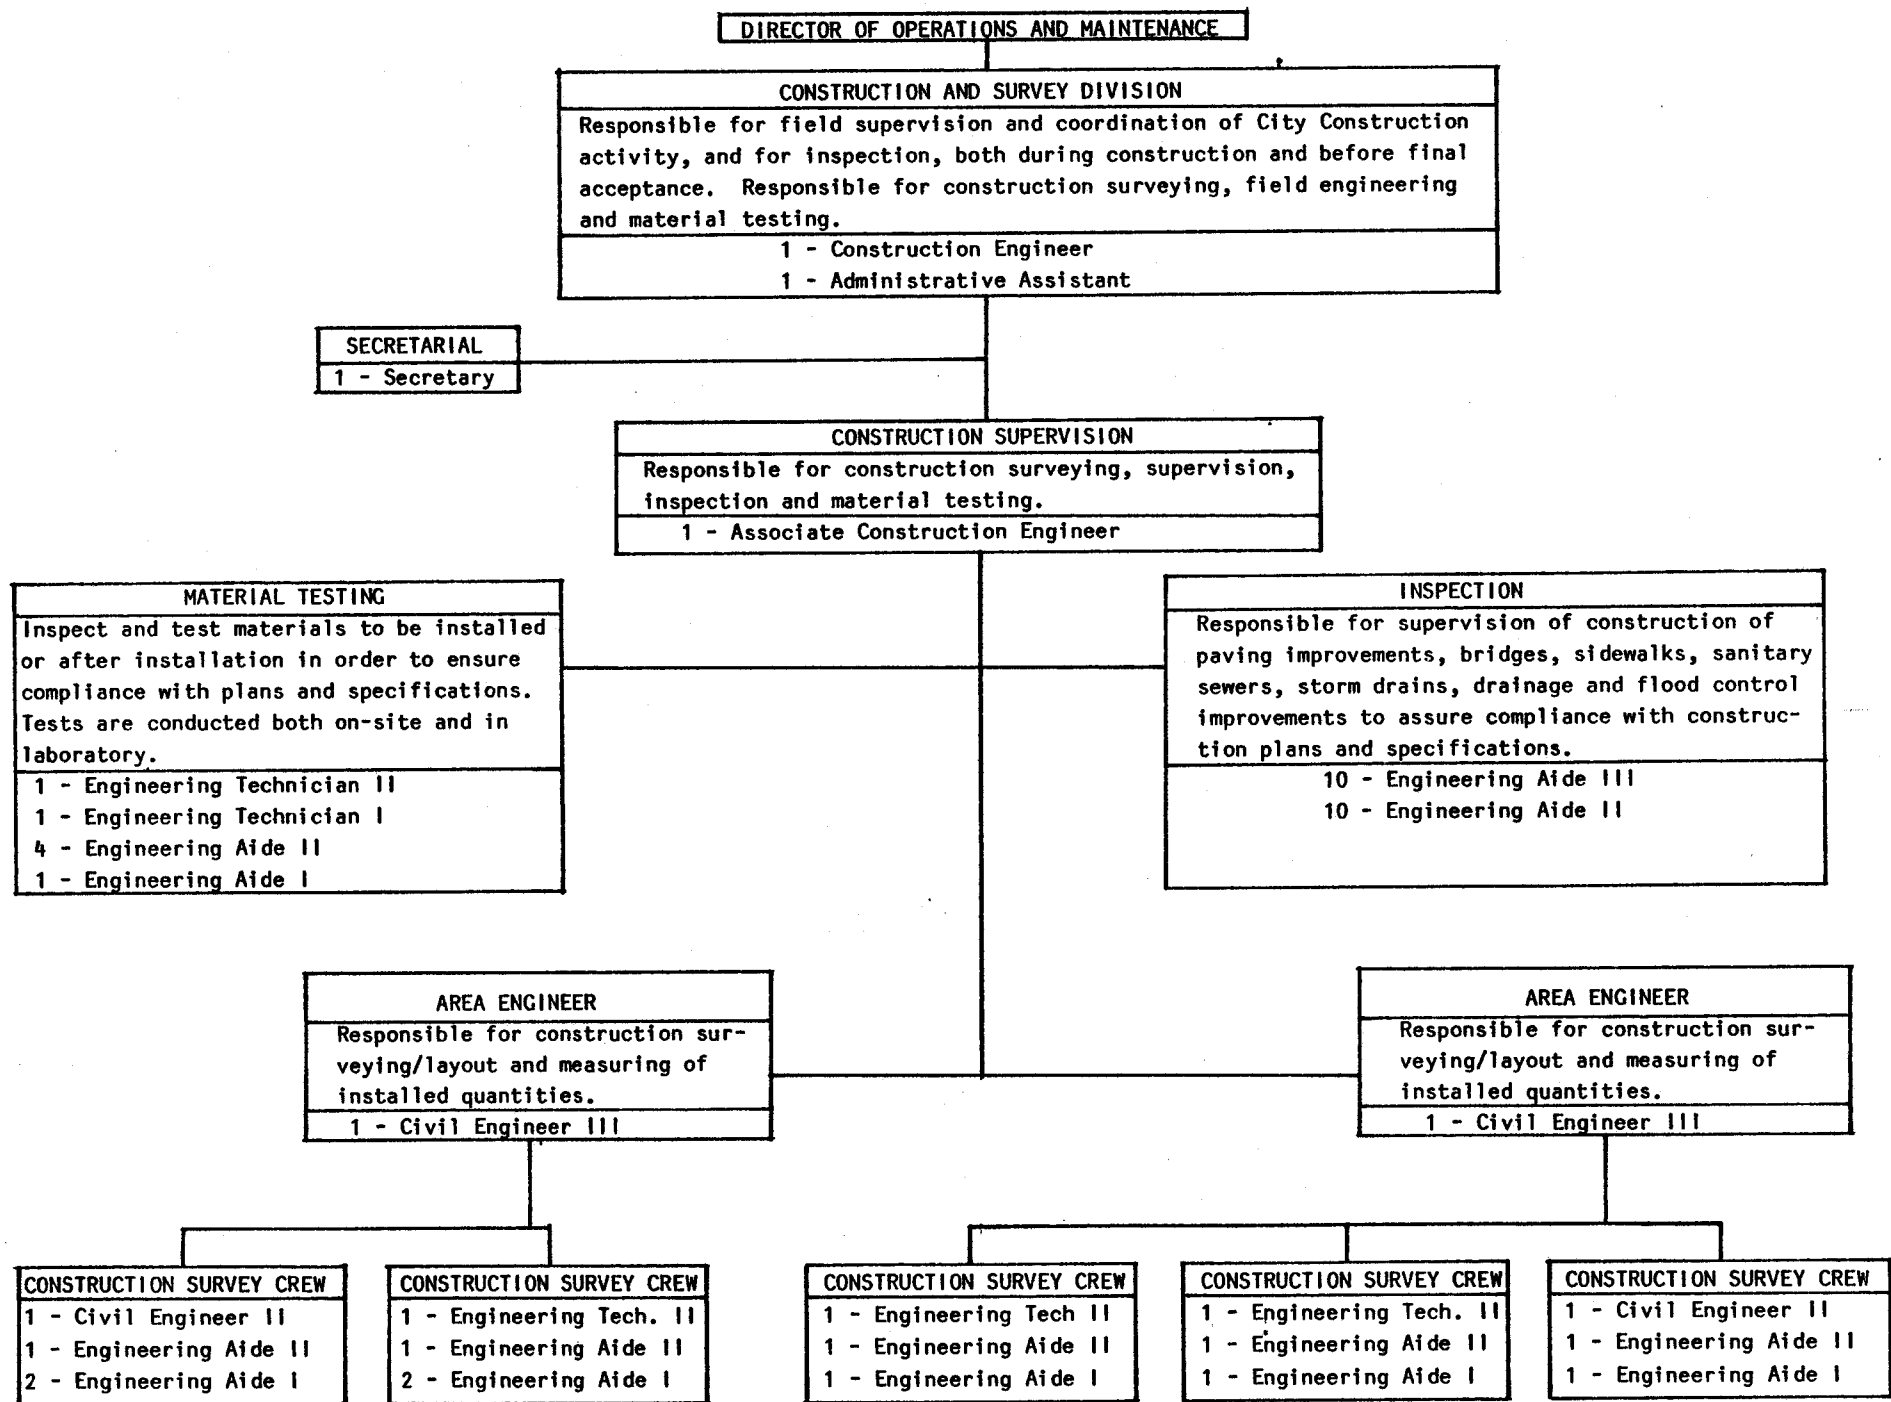 DIRECTOR OF OPERATIONS AND MAINTENANCE
CONSTRUCTION AND SURVEY DIVISION
Responsible for field supervision and coordination of City Construction
activity, and for inspection, both during construction and before final
acceptance. Responsible for construction surveying, field engineering
and material testing.
1 - Construction Engineer
1 - Administrative Assistant
SECRETARIAL
1 - Secretary
CONSTRUCTION SUPERVISION
Responsible for construction surveying, supervision,
inspection and material testing.
1 - Associate Construction Engineer
MATERIAL TESTING
Inspect and test materials to be installed
or after installation in order to ensure
compliance with plans and specifications.
Tests are conducted both on-site and in
laboratory.
1 - Engineering Technician II
1 - Engineering Technician I
4 - Engineering Aide II
1 - Engineering Aide I
INSPECTION
Responsible for supervision of construction of
paving improvements, bridges, sidewalks, sanitary
sewers, storm drains, drainage and flood control
improvements to assure compliance with construc-
tion plans and specifications.
10 - Engineering Aide III
10 - Engineering Aide II
AREA ENGINEER
Responsible for construction sur-
veying/layout and measuring of
installed quantities.
1 - Civil Engineer III
AREA ENGINEER
Responsible for construction sur-
veying/layout and measuring of
installed quantities.
1 - Civil Engineer III
CONSTRUCTION SURVEY CREW
1 - Civil Engineer II
1 - Engineering Aide II
2 - Engineering Aide I
CONSTRUCTION SURVEY CREW
1 - Engineering Tech. II
1 - Engineering Aide II
2 - Engineering Aide I
CONSTRUCTION SURVEY CREW
1 - Engineering Tech II
1 - Engineering Aide II
1 - Engineering Aide I
CONSTRUCTION SURVEY CREW
1 - Engineering Tech. II
1 - Engineering Aide II
1 - Engineering Aide I
CONSTRUCTION SURVEY CREW
1 - Civil Engineer II
1 - Engineering Aide II
1 - Engineering Aide I